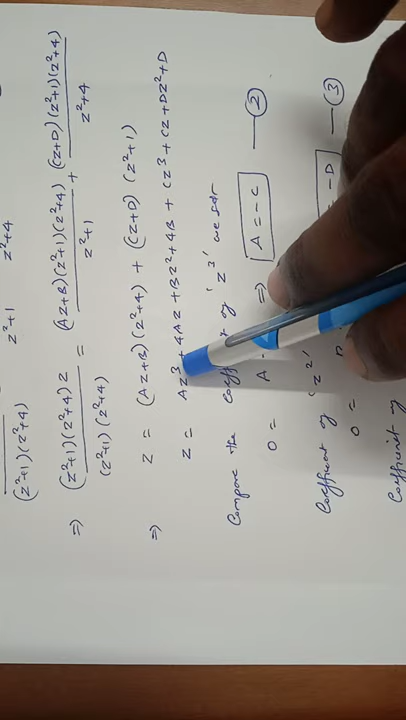 (z²+1)(z²+4) z²+1 z²+4
=> (z²+1)(z²+4)z / (z²+1)(z²+4) = (Az+B)(z²+1)(z²+4) / z²+1 + (Cz+D)(z²+1)(z²+4) / z²+4
=> z = (Az+B)(z²+4) + (Cz+D)(z²+1)
z = Az³+4Az+Bz²+4B+Cz³+Cz+Dz²+D
Compare the Coefficient of 'z³' we get
0 = A => A = -C — ②
Coefficient of 'z²'
0 = = -D — ③
Coefficient of